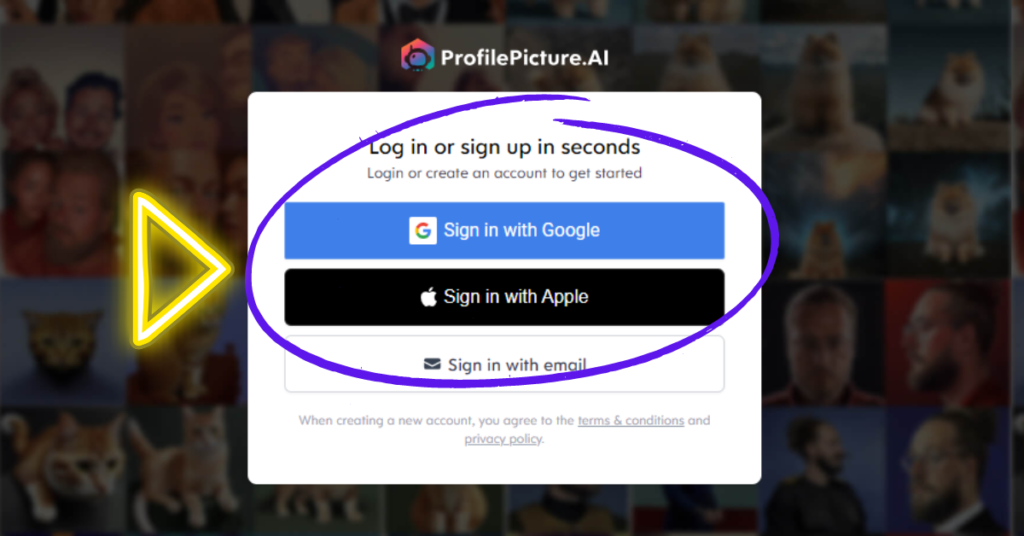 ProfilePicture.AI
Log in or sign up in seconds
Login or create an account to get started
Sign in with Google
Sign in with Apple
Sign in with email
When creating a new account, you agree to the terms & conditions and
privacy policy.